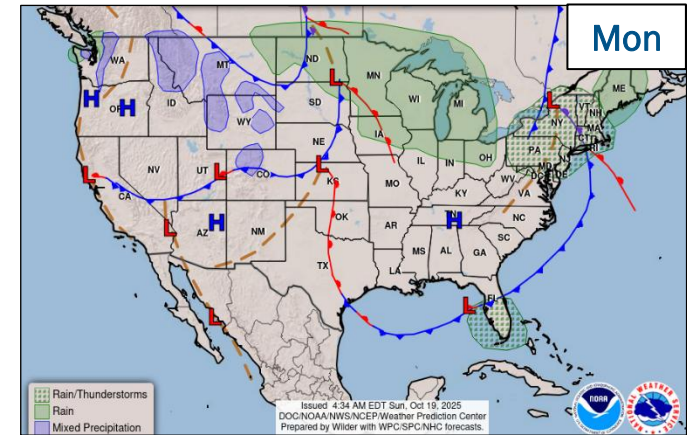 Mon
WA
MT
ND
MN
ME
VT
NH
OR
ID
SD
WI
MI
NY
MA
CT
RI
WY
IA
PA
NE
NV
UT
CO
IL
IN
OH
MD
DC
DE
WV
VA
CA
KS
MO
KY
AZ
NM
OK
AR
TN
NC
SC
TX
MS
AL
GA
LA
FL
H
H
H
H
L
L
L
L
L
L
L
L
Rain/Thunderstorms
Rain
Mixed Precipitation
Issued 4:34 AM EDT Sun, Oct 19, 2025
DOC/NOAA/NWS/NCEP/Weather Prediction Center
Prepared by Wilder with WPC/SPC/NHC forecasts.
NOAA
NATIONAL WEATHER SERVICE